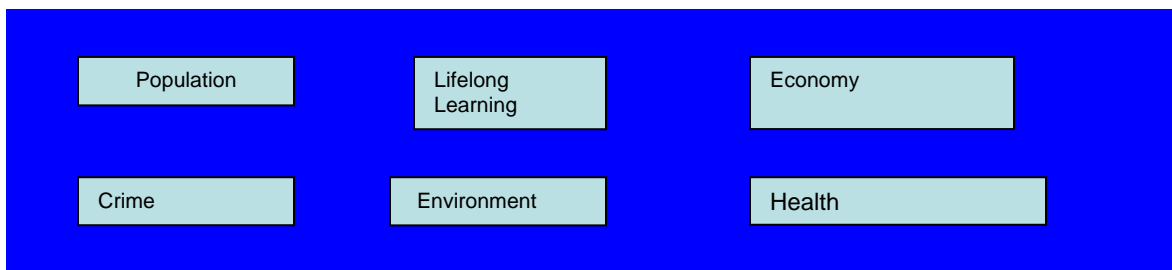 Population
Lifelong
Learning
Economy
Crime
Environment
Health